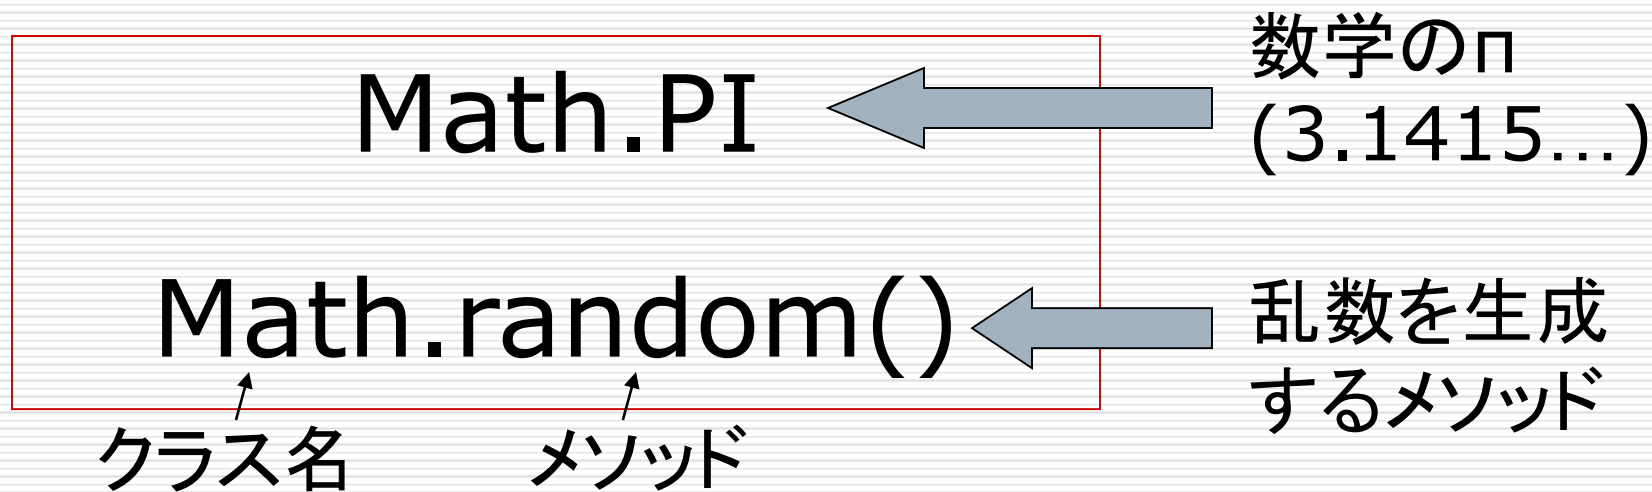 Math.PI
数学のπ
(3.1415…)
Math.random()
乱数を生成
するメソッド
クラス名
メソッド